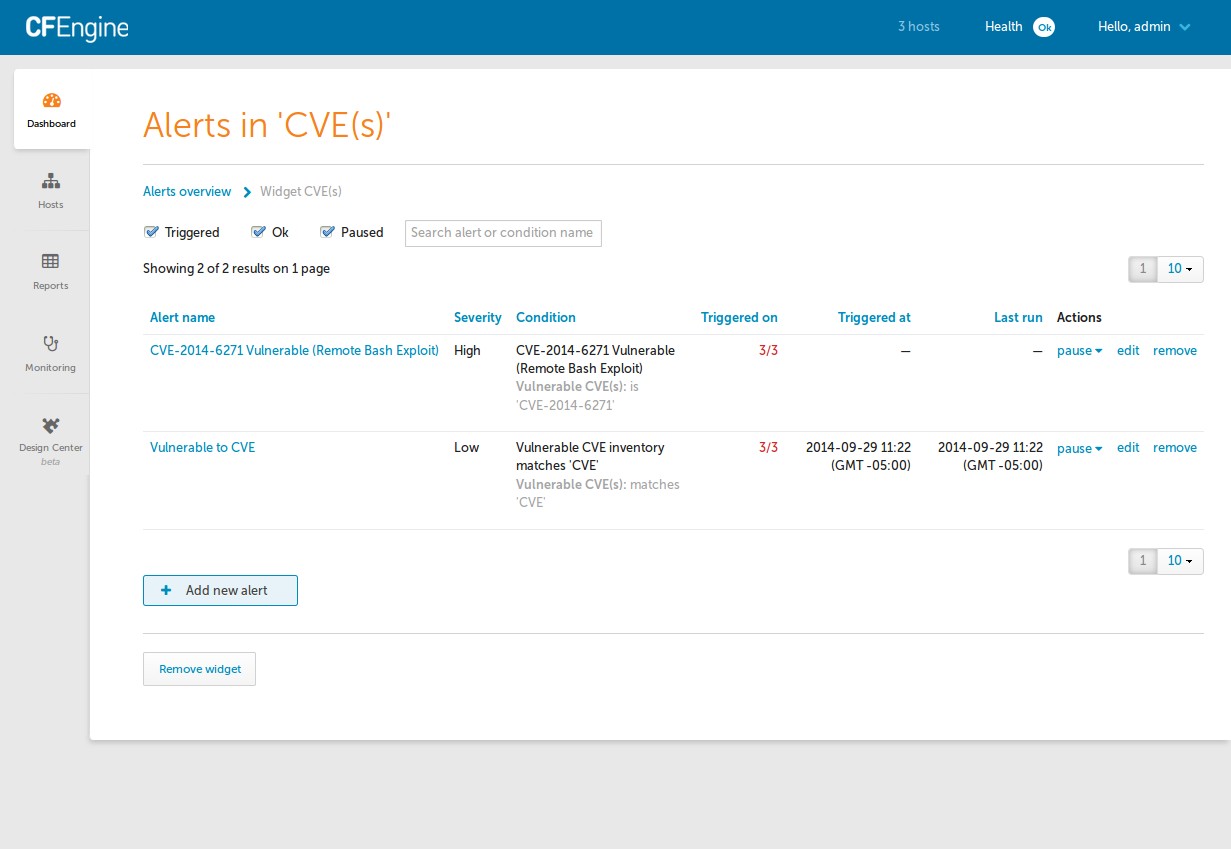 CFEngine
3 hosts
Health Ok
Hello, admin
Dashboard
Hosts
Reports
Monitoring
Design Center
beta
Alerts in 'CVE(s)'
Alerts overview Widget CVE(s)
Triggered Ok Paused Search alert or condition name
Showing 2 of 2 results on 1 page
1 10
Alert name Severity Condition Triggered on Triggered at Last run Actions
CVE-2014-6271 Vulnerable (Remote Bash Exploit) High CVE-2014-6271 Vulnerable 3/3 — — pause edit remove
(Remote Bash Exploit)
Vulnerable CVE(s): is
'CVE-2014-6271'
Vulnerable to CVE Low Vulnerable CVE inventory 3/3 2014-09-29 11:22 2014-09-29 11:22 pause edit remove
matches 'CVE' (GMT -05:00) (GMT -05:00)
Vulnerable CVE(s): matches
'CVE'
1 10
+ Add new alert
Remove widget